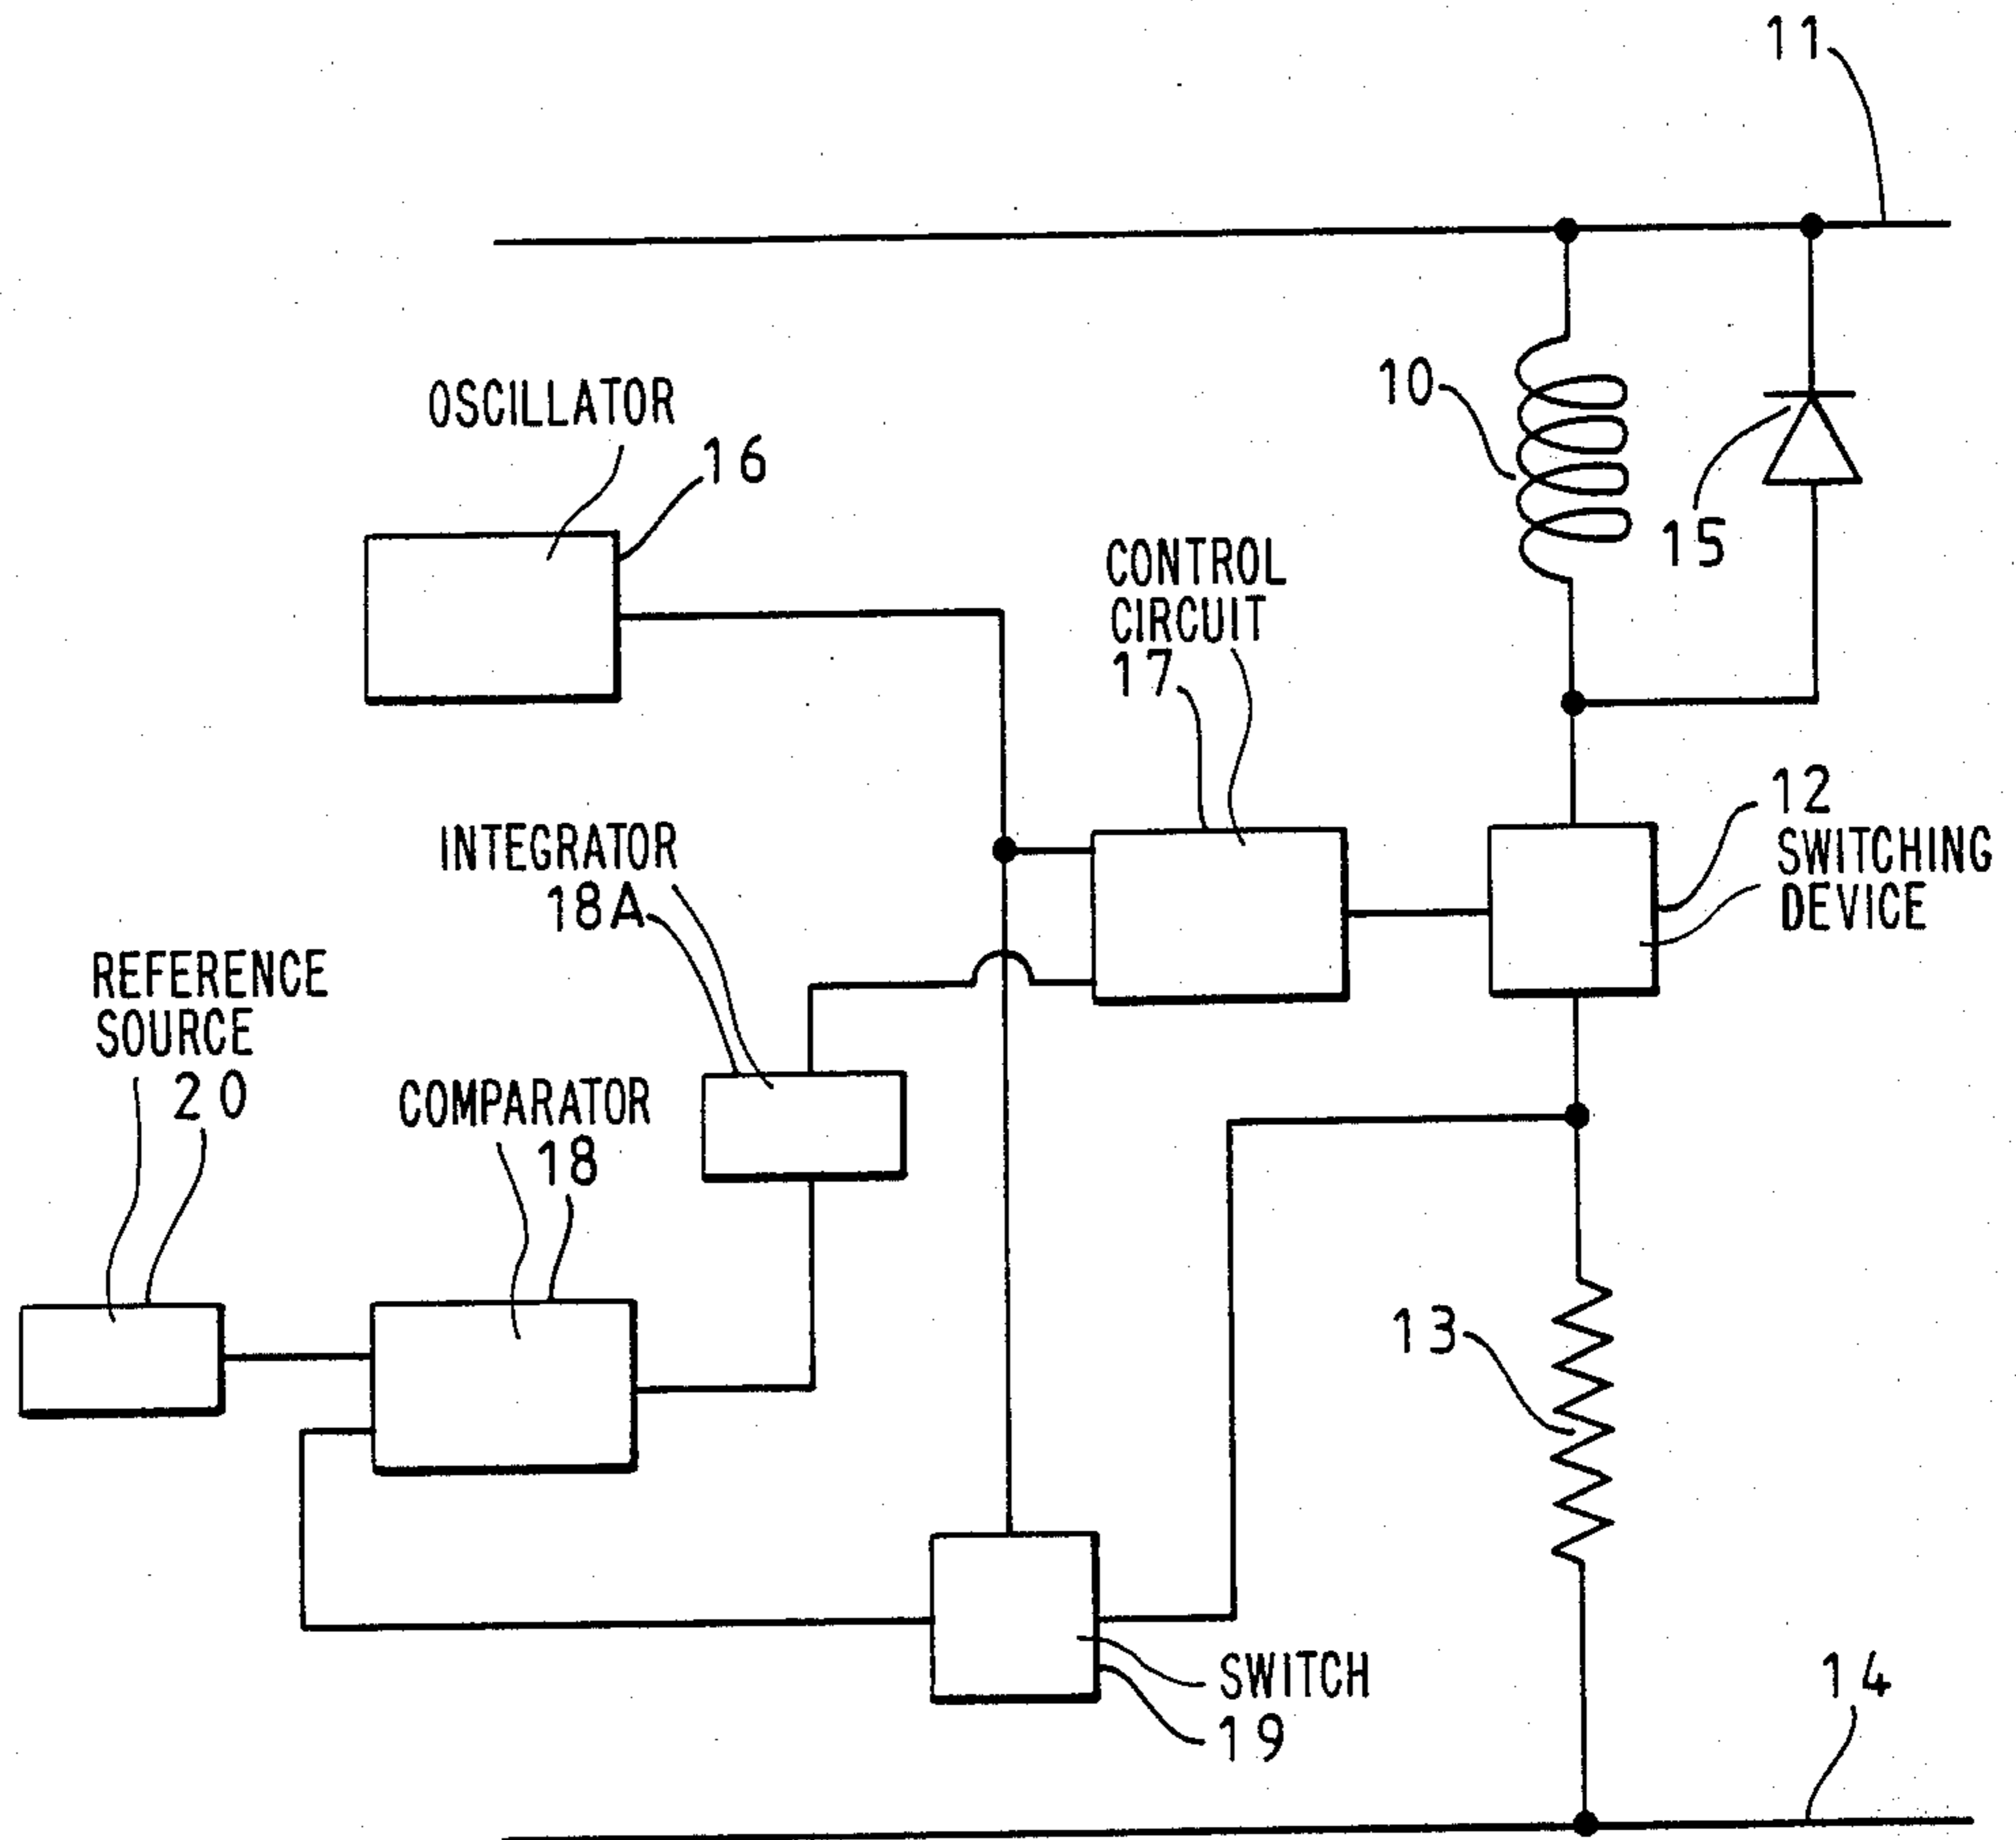 11
10
15
OSCILLATOR
16
CONTROL
CIRCUIT
17
12
SWITCHING
DEVICE
INTEGRATOR
18A
REFERENCE
SOURCE
20
COMPARATOR
18
13
SWITCH
19
14